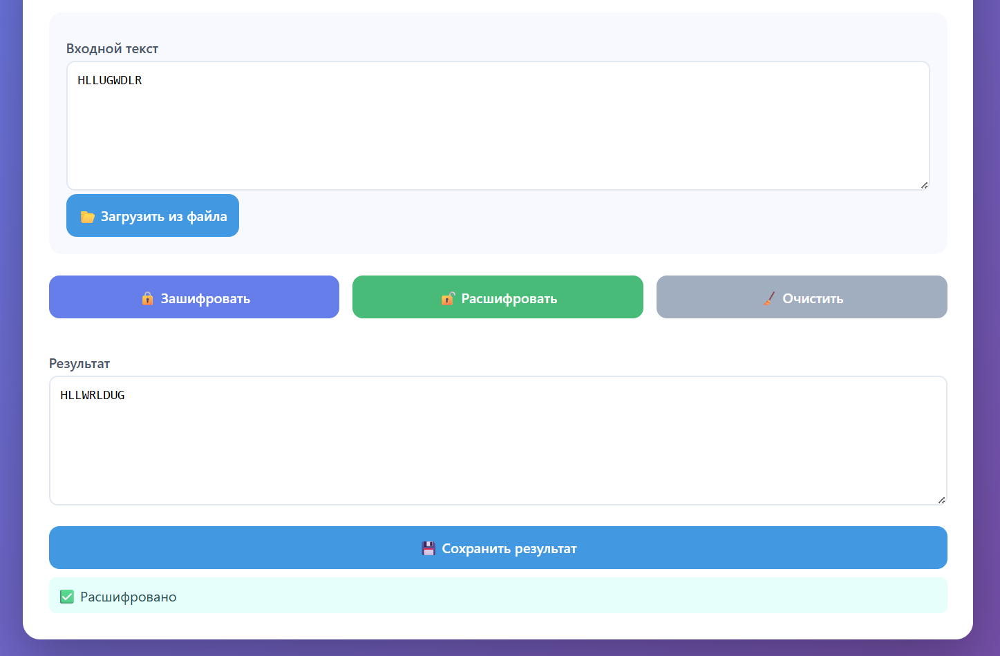 Входной текст
HLLUGWDLR
Загрузить из файла
Зашифровать
Расшифровать
Очистить
Результат
HLLWRLDUG
Сохранить результат
Расшифровано